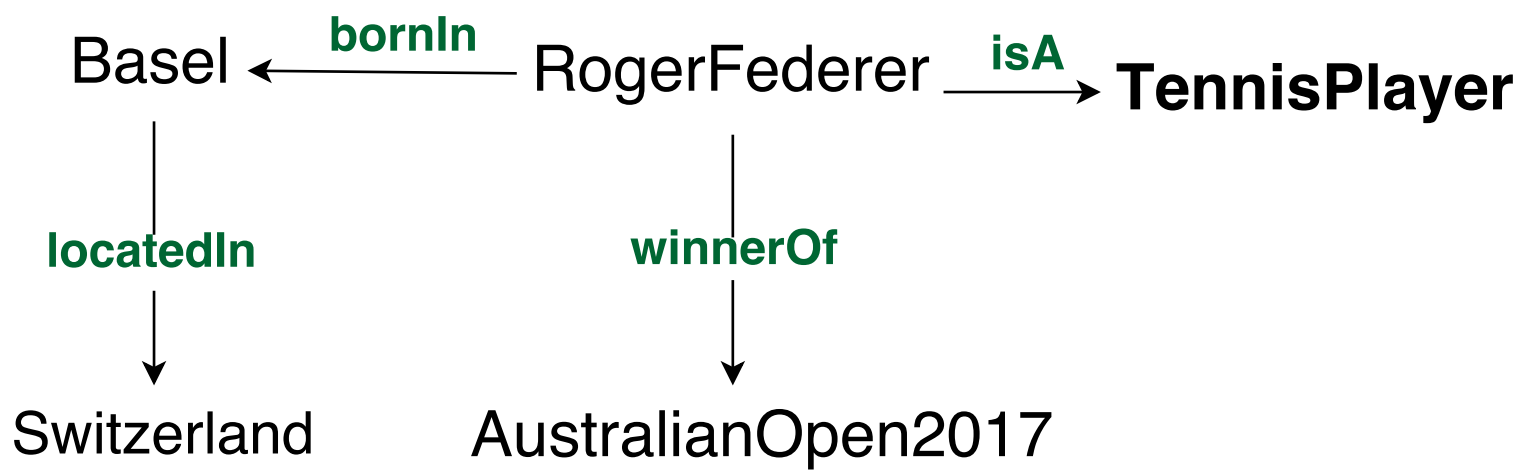 bornIn
Basel
RogerFederer
isA
TennisPlayer
locatedIn
winnerOf
Switzerland
AustralianOpen2017